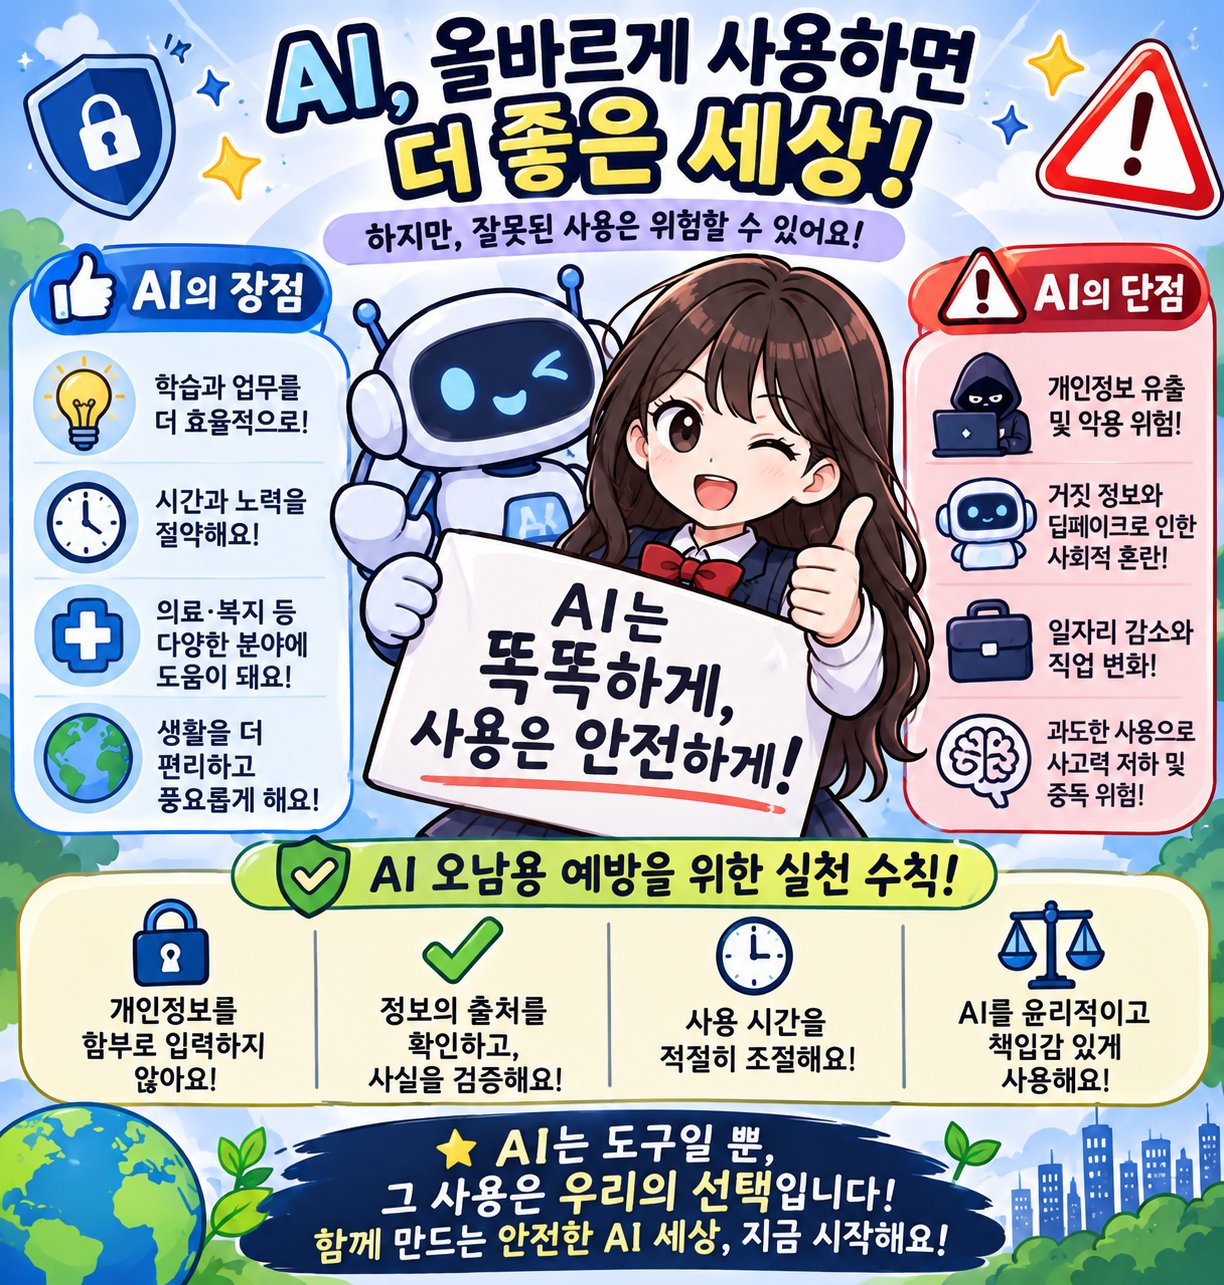 AI, 올바르게 사용하면
더 좋은 세상!
하지만, 잘못된 사용은 위험할 수 있어요!
AI의 장점
학습과 업무를
더 효율적으로!
시간과 노력을
절약해요!
의료·복지 등
다양한 분야에
도움이 돼요!
생활을 더
편리하고
풍요롭게 해요!
AI
AI는
똑똑하게,
사용은 안전하게!
AI의 단점
개인정보 유출
및 악용 위험!
거짓 정보와
딥페이크로 인한
사회적 혼란!
일자리 감소와
직업 변화!
과도한 사용으로
사고력 저하 및
중독 위험!
AI 오남용 예방을 위한 실천 수칙!
개인정보를
함부로 입력하지
않아요!
정보의 출처를
확인하고,
사실을 검증해요!
사용 시간을
적절히 조절해요!
AI를 윤리적이고
책임감 있게
사용해요!
AI는 도구일 뿐,
그 사용은 우리의 선택입니다!
함께 만드는 안전한 AI 세상, 지금 시작해요!